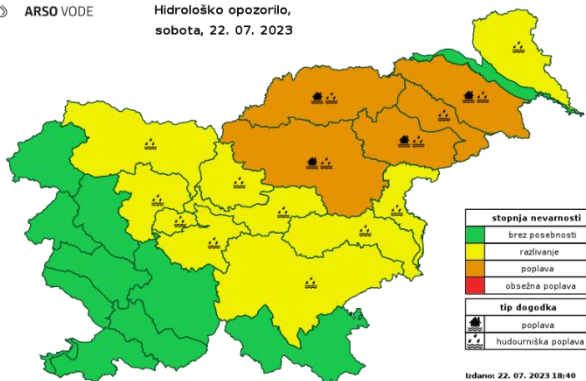 ARSO VODE
Hidrološko opozorilo,
sobota, 22. 07. 2023
stopnja nevarnosti
brez posebnosti
razlivanje
poplava
obsežna poplava
tip dogodka
poplava
hudourniška poplava
Izdano: 22. 07. 2023 18:40